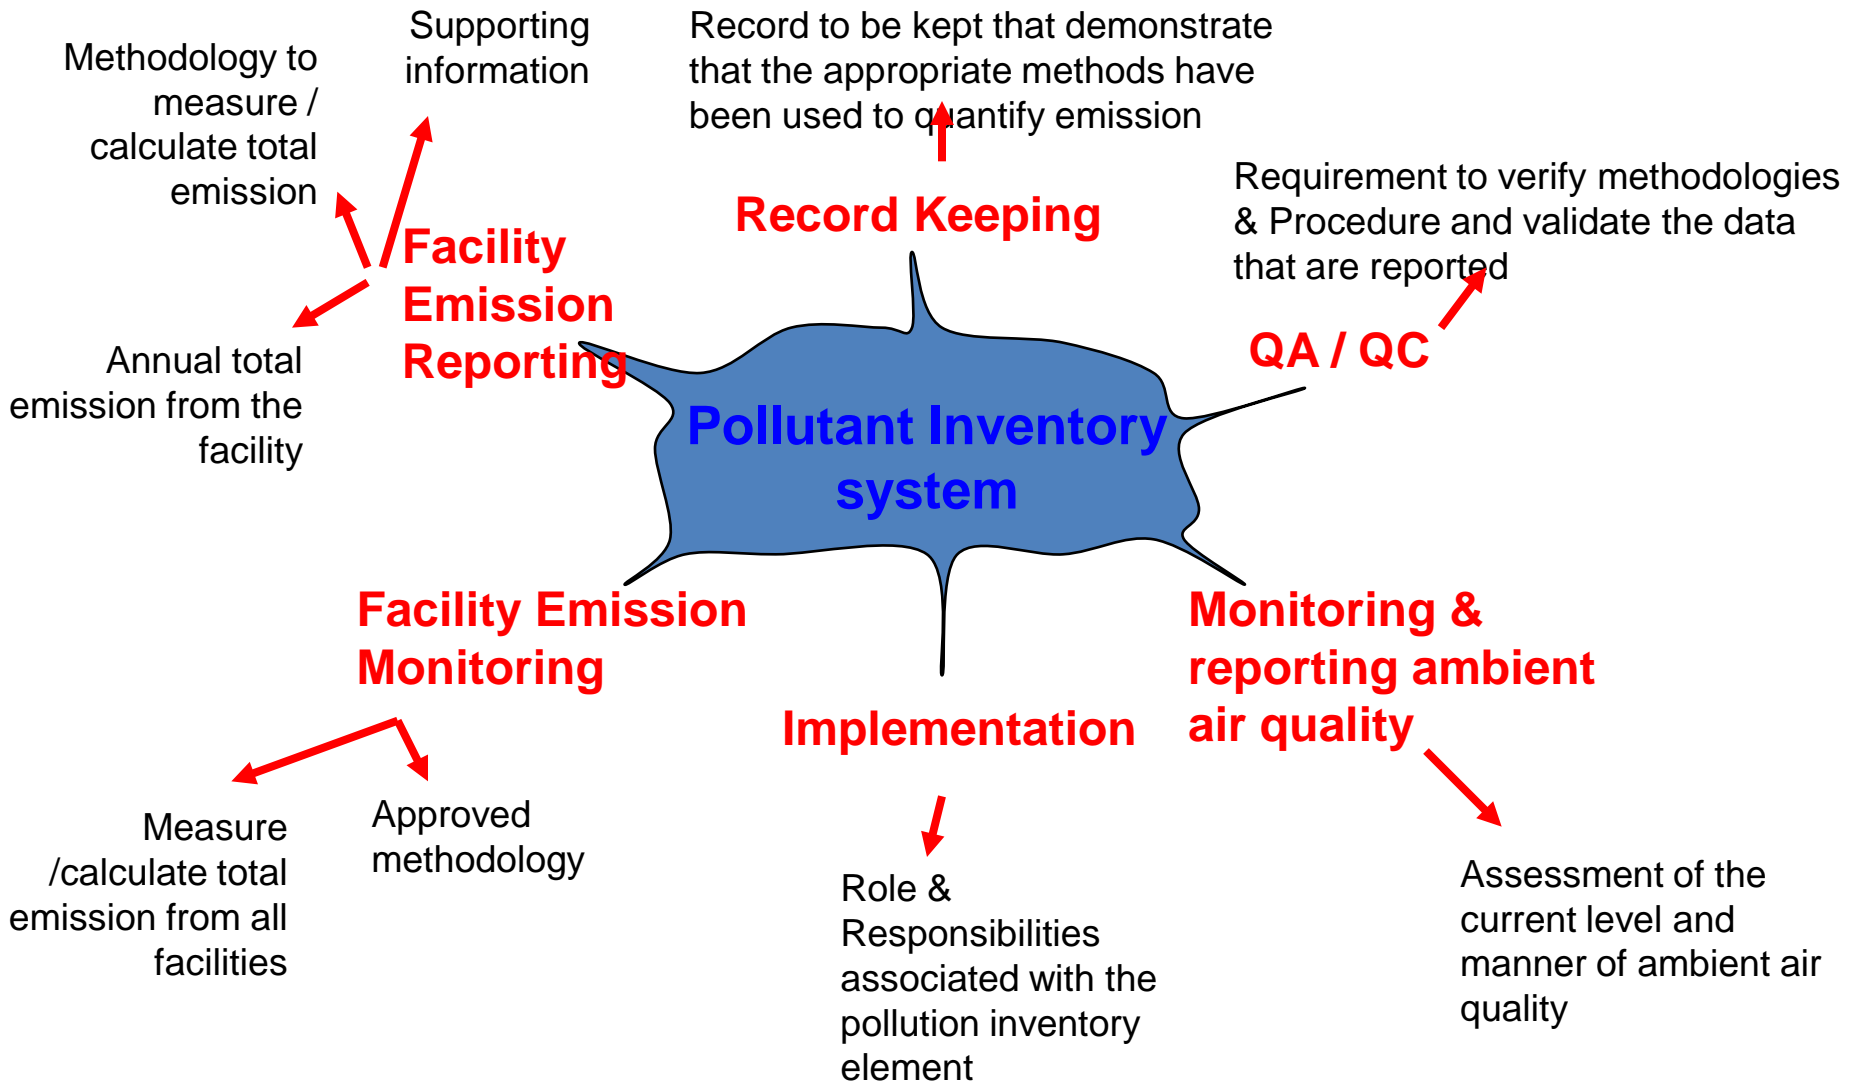 Supporting
information
Methodology to
measure /
calculate total
emission
Record to be kept that demonstrate
that the appropriate methods have
been used to quantify emission
Record Keeping
Requirement to verify methodologies
& Procedure and validate the data
that are reported
QA / QC
Facility
Emission
Reporting
Annual total
emission from the
facility
Pollutant Inventory
system
Facility Emission
Monitoring
Measure
/calculate total
emission from all
facilities
Approved
methodology
Implementation
Role &
Responsibilities
associated with the
pollution inventory
element
Monitoring &
reporting ambient
air quality
Assessment of the
current level and
manner of ambient air
quality